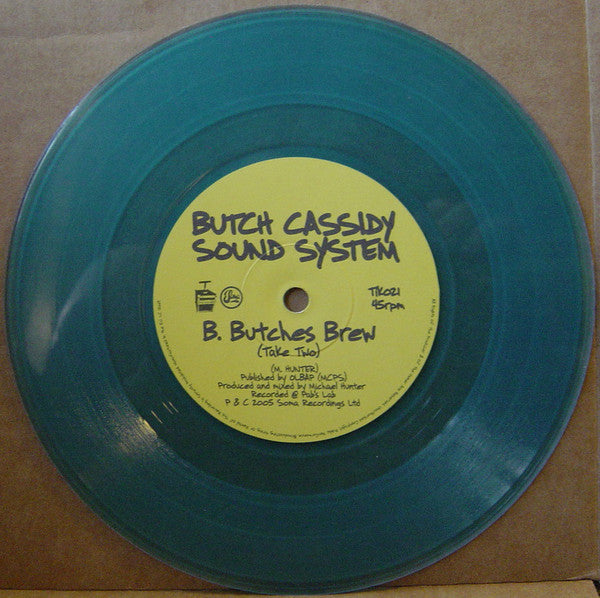 BUTCH CASSIDY
SOUND SYSTEM
TIK021
45rpm
B. Butches Brew
(Take Two)
(M. HUNTER)
Published by OLBAP (MCPS)
Produced and mixed by Michael Hunter
Recorded @ Pab's Lab
P & C 2005 Soma Recordings Ltd